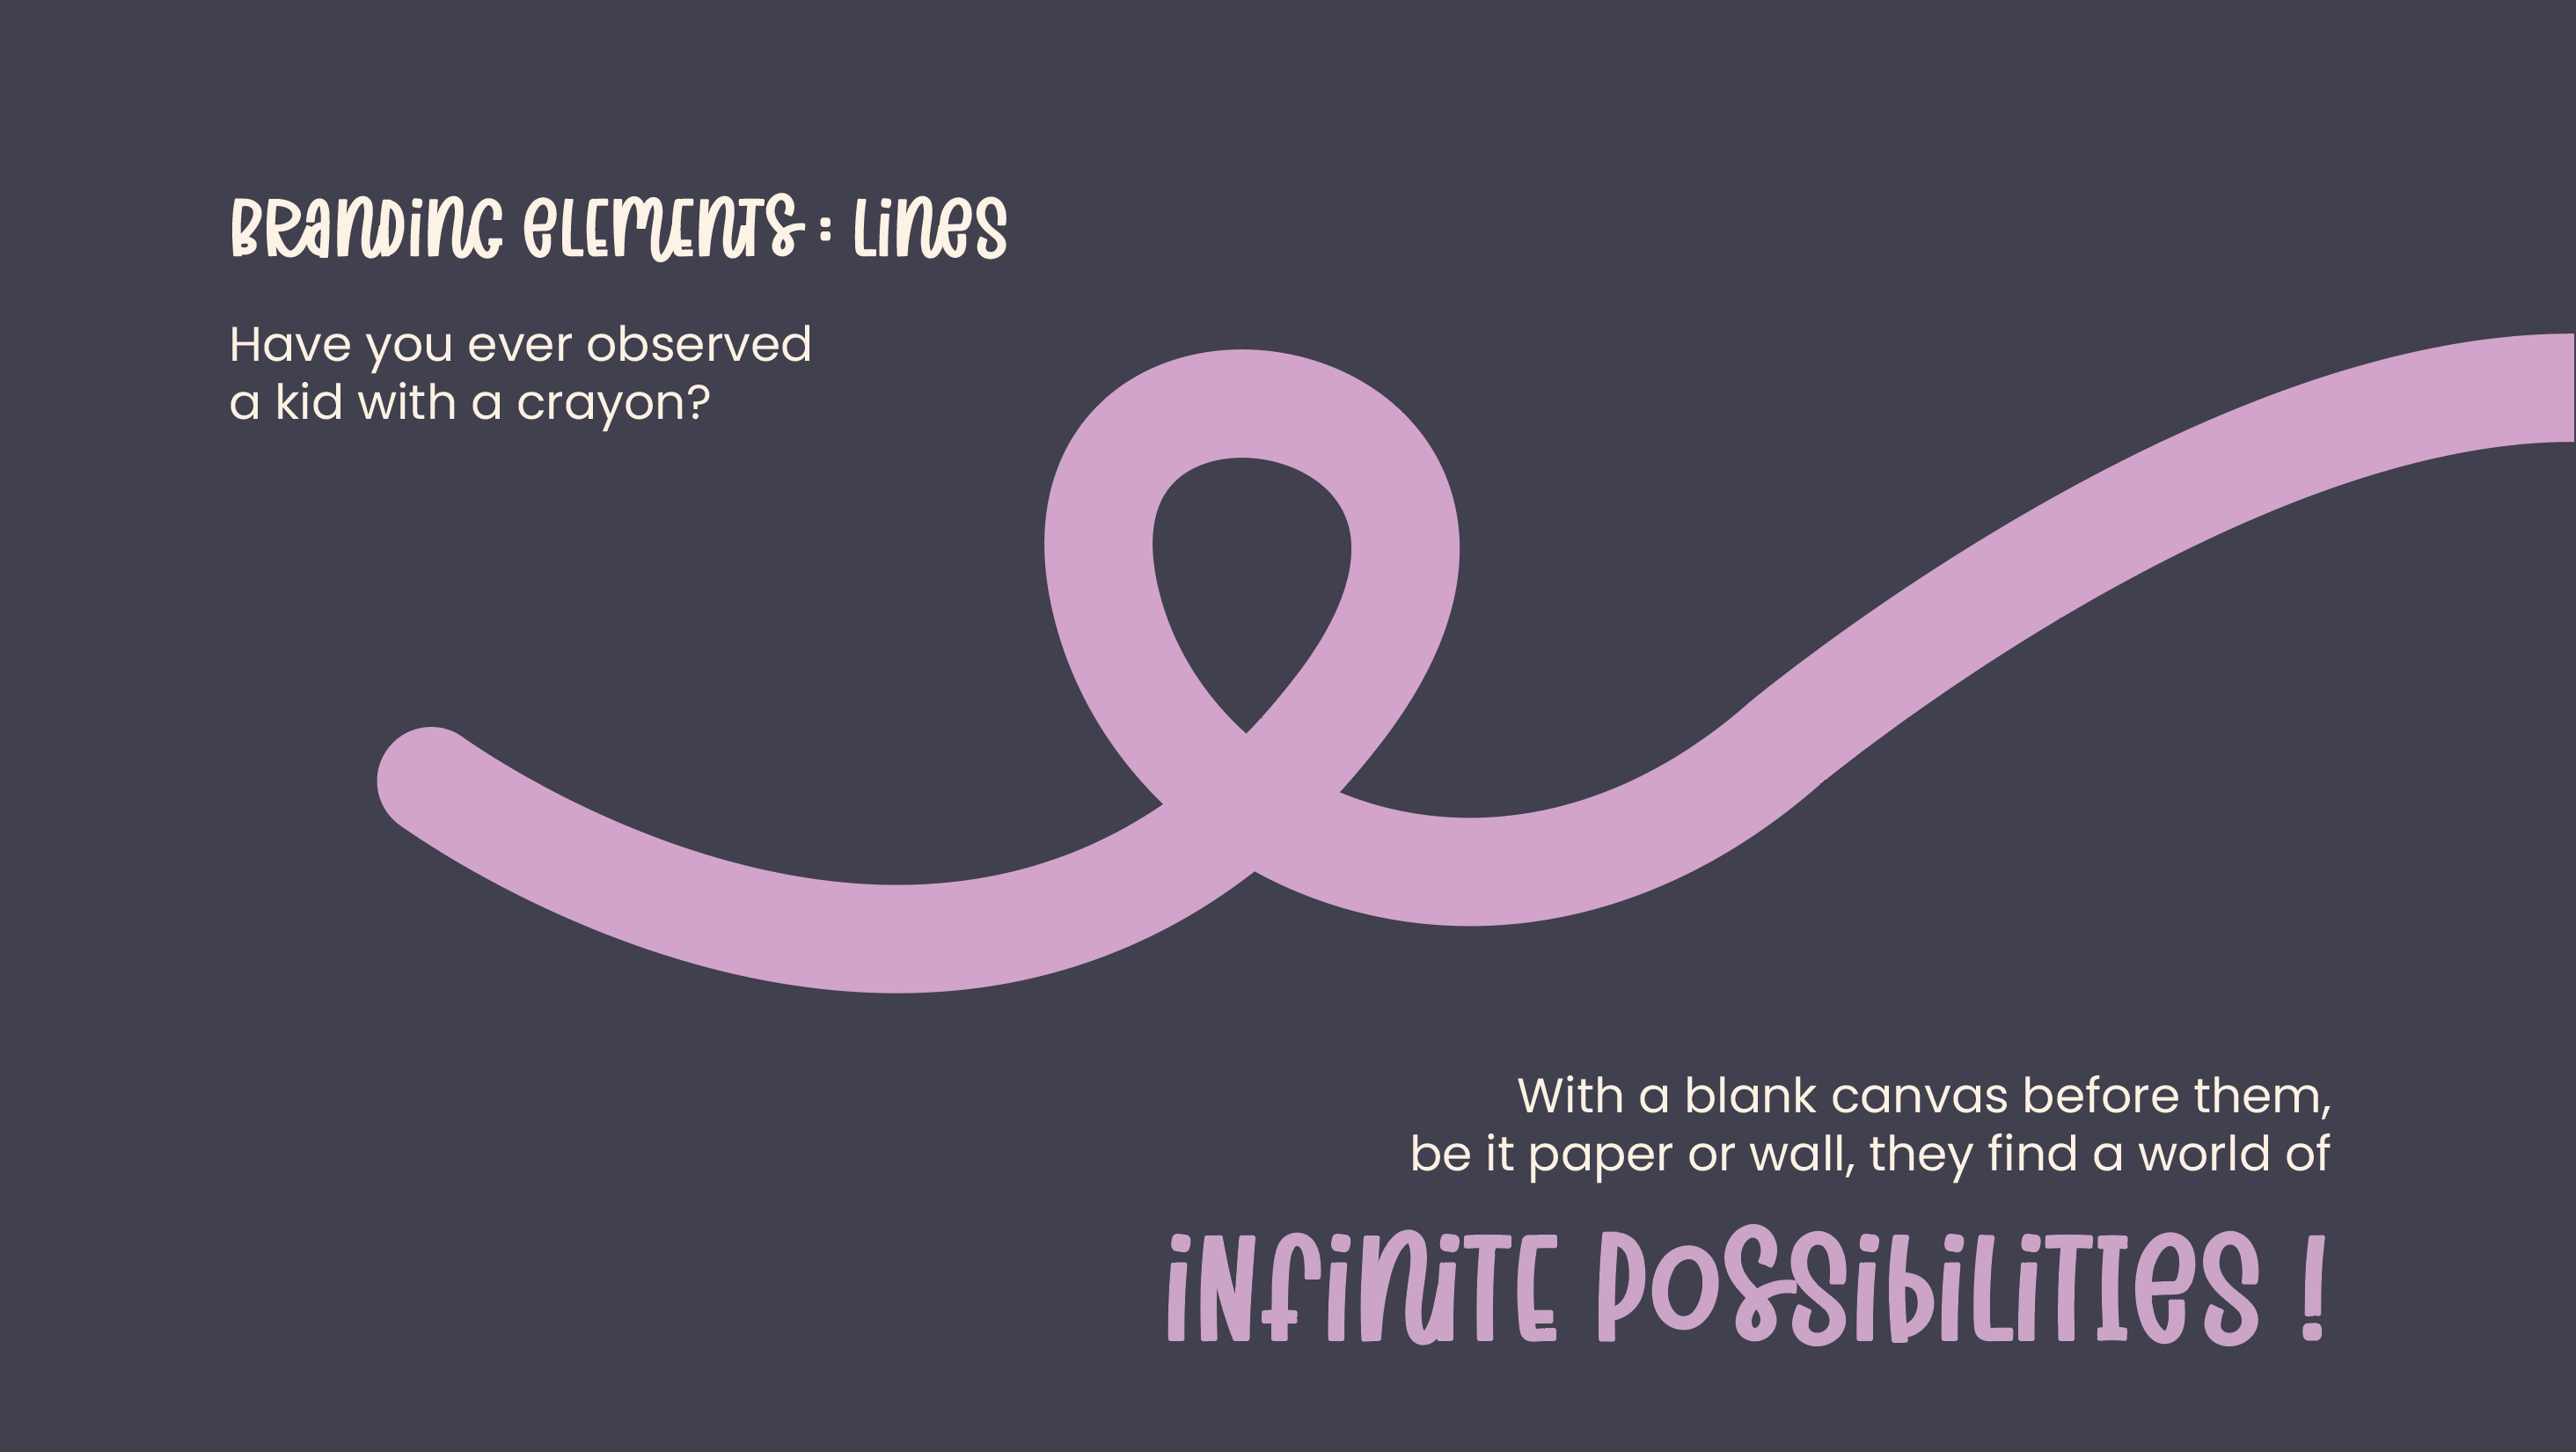 Branding Elements : Lines
Have you ever observed
a kid with a crayon?
With a blank canvas before them,
be it paper or wall, they find a world of
infinite possibilities !